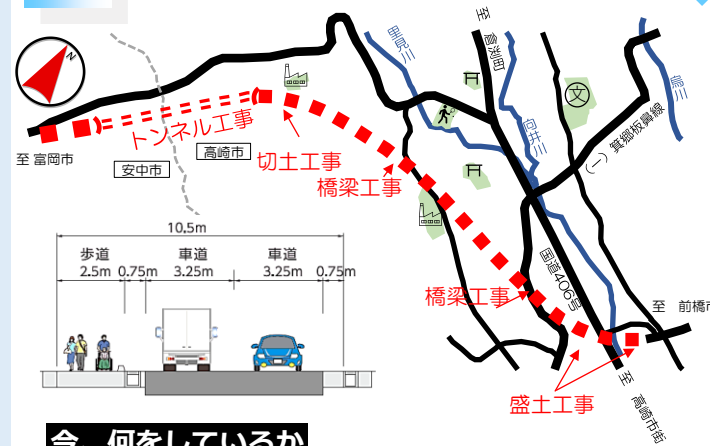 N
至 倉渕町
里見川
烏川
文
向井川
(一)箕郷板鼻線
トンネル工事
至 富岡市
安中市
高崎市
切土工事
橋梁工事
10.5m
歩道
車道
車道
2.5m
0.75m
3.25m
3.25m
0.75m
国道406号
橋梁工事
至 前橋市
盛土工事
至 高崎市街
今、何をしているか